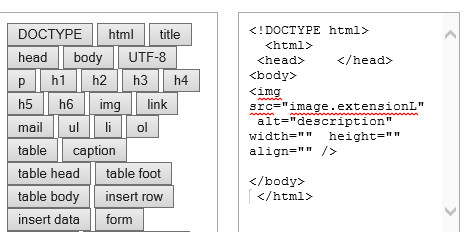 DOCTYPE html title
head body UTF-8
p h1 h2 h3 h4
h5 h6 img link
mail ul li ol
table caption
table head table foot
table body insert row
insert data form
<!DOCTYPE html>
<html>
<head> </head>
<body>
<img
src="image.extensionL"
alt="description"
width="" height=""
align="" />
</body>
</html>